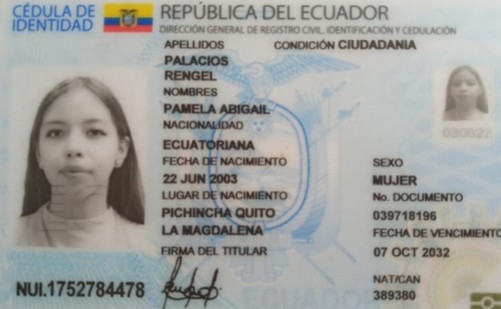 CÉDULA DE
IDENTIDAD
REPÚBLICA DEL ECUADOR
DIRECCIÓN GENERAL DE REGISTRO CIVIL, IDENTIFICACIÓN Y CEDULACIÓN
APELLIDOS
CONDICIÓN CIUDADANIA
PALACIOS
RENGEL
NOMBRES
PAMELA ABIGAIL
NACIONALIDAD
ECUATORIANA
FECHA DE NACIMIENTO
22 JUN 2003
LUGAR DE NACIMIENTO
PICHINCHA QUITO
LA MAGDALENA
FIRMA DEL TITULAR
SEXO
MUJER
No. DOCUMENTO
039718196
FECHA DE VENCIMIENTO
07 OCT 2032
NAT/CAN
389380
NUI.1752784478
ECUADOR